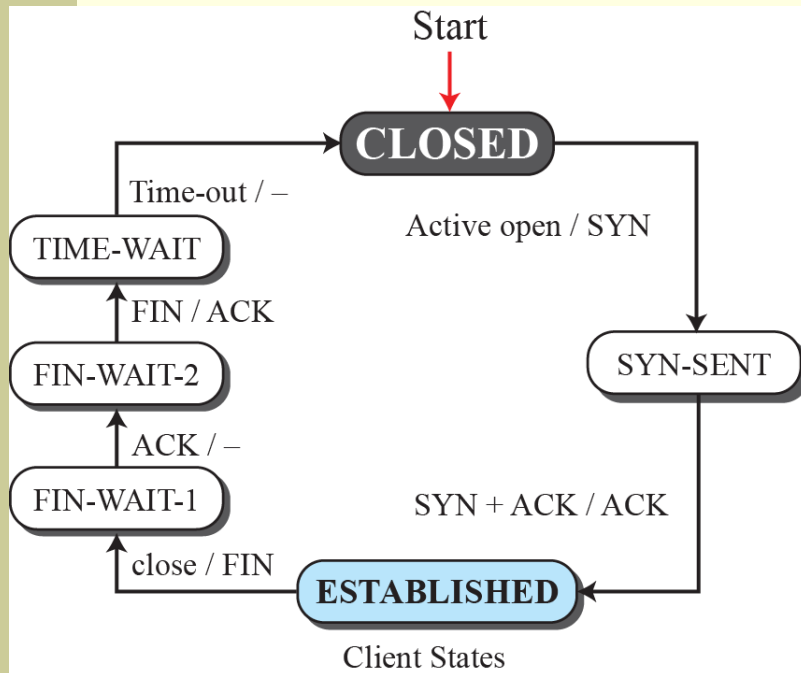 Start
CLOSED
Time-out / –
Active open / SYN
TIME-WAIT
FIN / ACK
FIN-WAIT-2
SYN-SENT
ACK / –
FIN-WAIT-1
SYN + ACK / ACK
close / FIN
ESTABLISHED
Client States